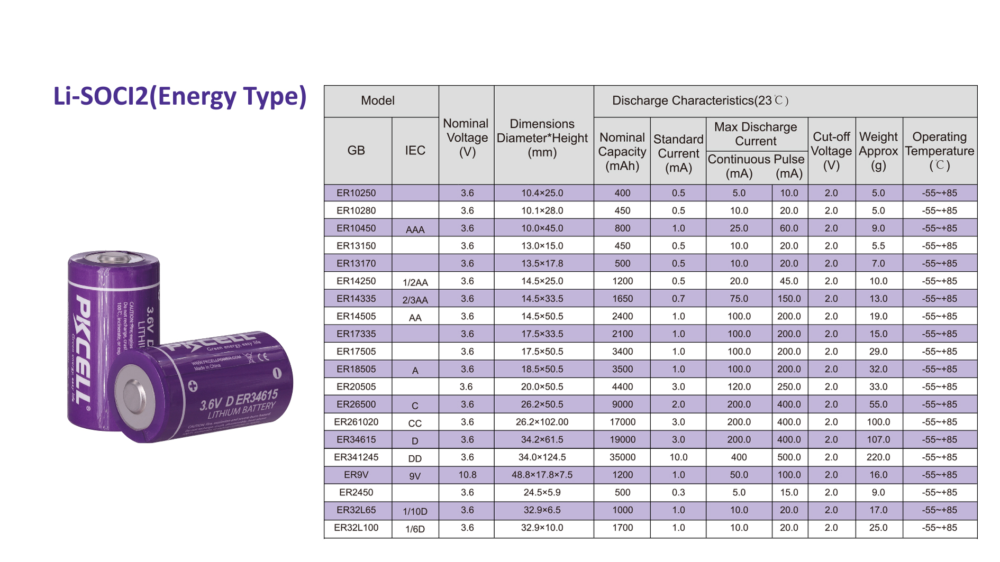 Li-SOCI2(Energy Type)
Model
Nominal Voltage (V)
Dimensions Diameter*Height (mm)
Discharge Characteristics(23℃)
GB
IEC
Nominal Capacity (mAh)
Standard Current (mA)
Max Discharge Current
Continuous (mA)
Pulse (mA)
Cut-off Voltage (V)
Weight Approx (g)
Operating Temperature (℃)
ER10250 3.6 10.4×25.0 400 0.5 5.0 10.0 2.0 5.0 -55~+85
ER10280 3.6 10.1×28.0 450 0.5 10.0 20.0 2.0 5.0 -55~+85
ER10450 AAA 3.6 10.0×45.0 800 1.0 25.0 60.0 2.0 9.0 -55~+85
ER13150 3.6 13.0×15.0 450 0.5 10.0 20.0 2.0 5.5 -55~+85
ER13170 3.6 13.5×17.8 500 0.5 10.0 20.0 2.0 7.0 -55~+85
ER14250 1/2AA 3.6 14.5×25.0 1200 0.5 20.0 45.0 2.0 10.0 -55~+85
ER14335 2/3AA 3.6 14.5×33.5 1650 0.7 75.0 150.0 2.0 13.0 -55~+85
ER14505 AA 3.6 14.5×50.5 2400 1.0 100.0 200.0 2.0 19.0 -55~+85
ER17335 3.6 17.5×33.5 2100 1.0 100.0 200.0 2.0 15.0 -55~+85
ER17505 3.6 17.5×50.5 3400 1.0 100.0 200.0 2.0 29.0 -55~+85
ER18505 A 3.6 18.5×50.5 3500 1.0 100.0 200.0 2.0 32.0 -55~+85
ER20505 3.6 20.0×50.5 4400 3.0 120.0 250.0 2.0 33.0 -55~+85
ER26500 C 3.6 26.2×50.5 9000 2.0 200.0 400.0 2.0 55.0 -55~+85
ER261020 CC 3.6 26.2×102.00 17000 3.0 200.0 400.0 2.0 100.0 -55~+85
ER34615 D 3.6 34.2×61.5 19000 3.0 200.0 400.0 2.0 107.0 -55~+85
ER341245 DD 3.6 34.0×124.5 35000 10.0 400 500.0 2.0 220.0 -55~+85
ER9V 9V 10.8 48.8×17.8×7.5 1200 1.0 50.0 100.0 2.0 16.0 -55~+85
ER2450 3.6 24.5×5.9 500 0.3 5.0 15.0 2.0 9.0 -55~+85
ER32L65 1/10D 3.6 32.9×6.5 1000 1.0 10.0 20.0 2.0 17.0 -55~+85
ER32L100 1/6D 3.6 32.9×10.0 1700 1.0 10.0 20.0 2.0 25.0 -55~+85
PKCELL®
Green energy, easy life
3.6V D
CAUTION: Fire,
Do not recharge,
100°C, incinerate, or
PKCELL
Green energy, easy life
WWW.PKCELLPOWER.COM
Made in China
CE
3.6V D ER34615
LITHIUM BATTERY
CAUTION: Fire, explosion and severe burn hazard